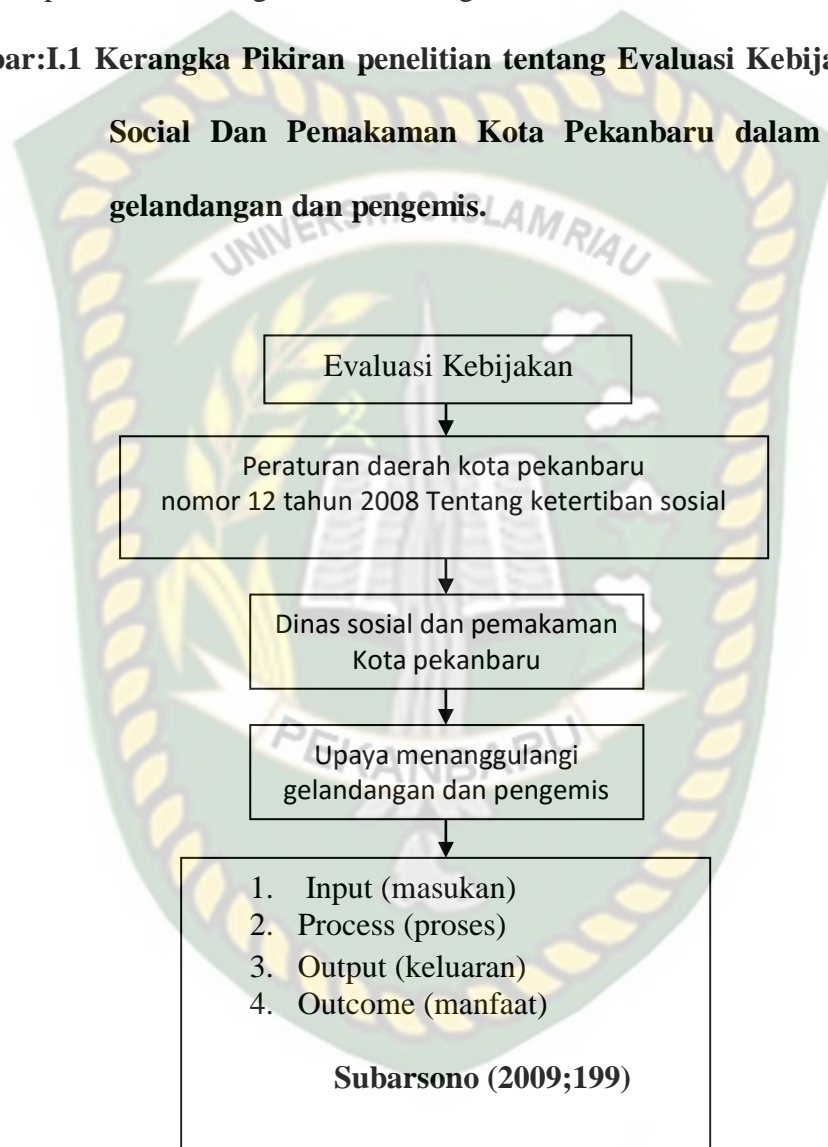 bar:I.1 Kerangka Pikiran penelitian tentang Evaluasi Kebija
Social Dan Pemakaman Kota Pekanbaru dalam
gelandangan dan pengemis.
UNIVERSITAS ISLAM RIAU
Evaluasi Kebijakan
Peraturan daerah kota pekanbaru
nomor 12 tahun 2008 Tentang ketertiban sosial
Dinas sosial dan pemakaman
Kota pekanbaru
PEKANBARU
Upaya menanggulangi
gelandangan dan pengemis
1. Input (masukan)
2. Process (proses)
3. Output (keluaran)
4. Outcome (manfaat)
Subarsono (2009;199)